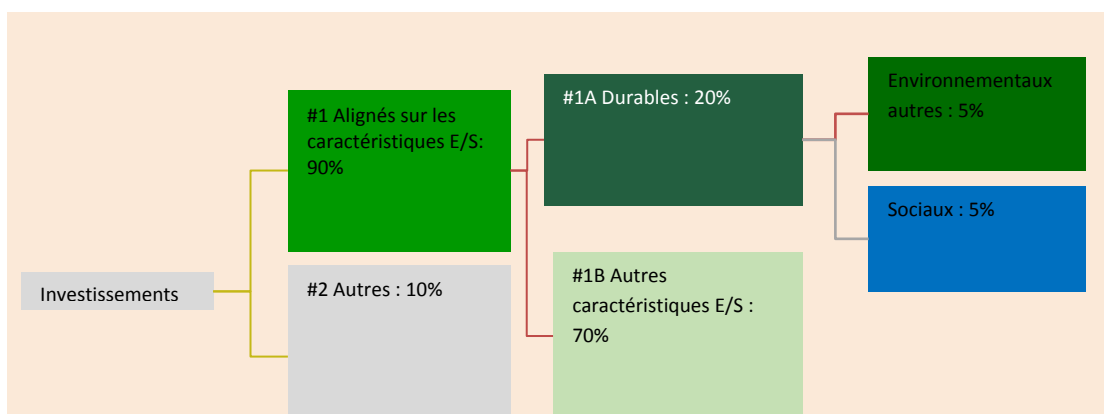 Investissements
#1 Alignés sur les
caractéristiques E/S:
90%
#2 Autres : 10%
#1A Durables : 20%
#1B Autres
caractéristiques E/S :
70%
Environnementaux
autres : 5%
Sociaux : 5%